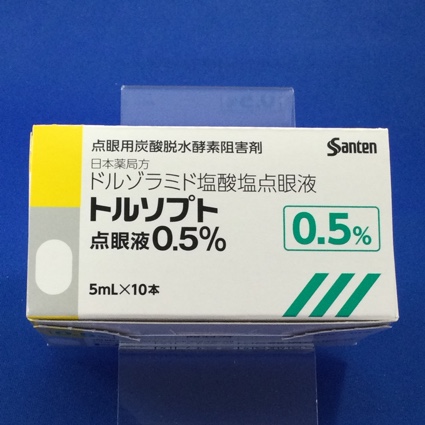 点眼用炭酸脱水酵素阻害剤
Santen
日本薬局方
ドルゾラミド塩酸塩点眼液
トルソプト
点眼液0.5%
0.5%
5mL×10本